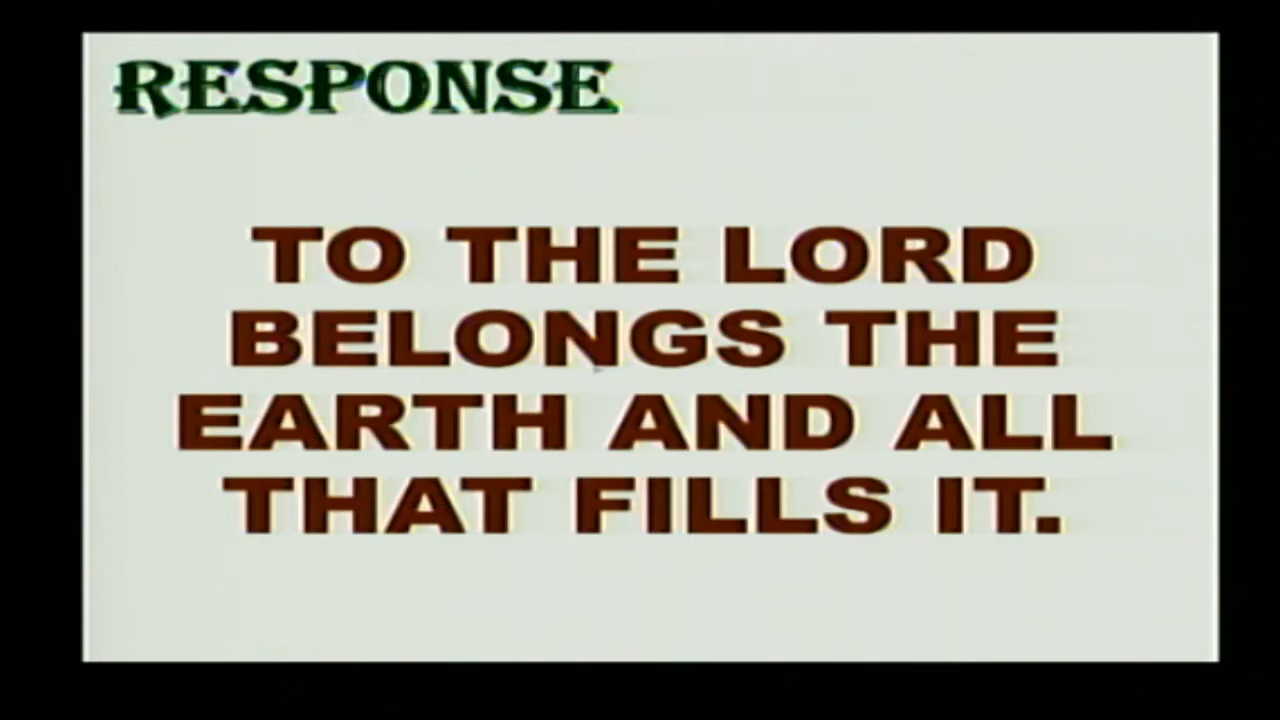 RESPONSE
TO THE LORD
BELONGS THE
EARTH AND ALL
THAT FILLS IT.